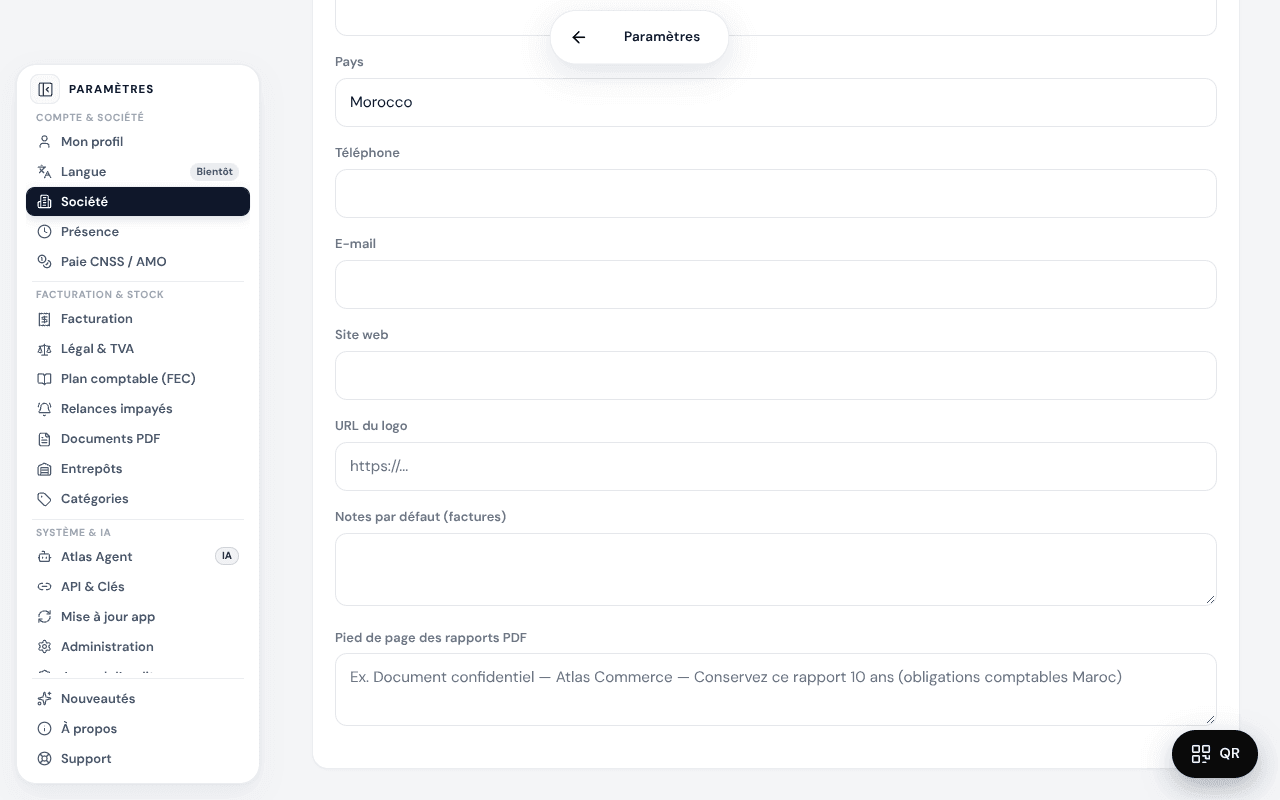 Paramètres
PARAMÈTRES
COMPTE & SOCIÉTÉ
Mon profil
Langue Bientôt
Société
Présence
Paie CNSS / AMO
FACTURATION & STOCK
Facturation
Légal & TVA
Plan comptable (FEC)
Relances impayés
Documents PDF
Entrepôts
Catégories
SYSTÈME & IA
Atlas Agent IA
API & Clés
Mise à jour app
Administration
Nouveautés
À propos
Support
Pays
Morocco
Téléphone
E-mail
Site web
URL du logo
https://...
Notes par défaut (factures)
Pied de page des rapports PDF
Ex. Document confidentiel — Atlas Commerce — Conservez ce rapport 10 ans (obligations comptables Maroc)
QR